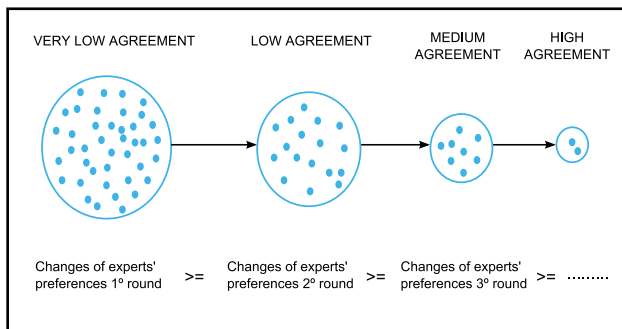 VERY LOW AGREEMENT
LOW AGREEMENT
MEDIUM
AGREEMENT
HIGH
AGREEMENT
Changes of experts'
preferences 1º round
>=
Changes of experts'
preferences 2º round
>=
Changes of experts'
preferences 3º round
>= ·········